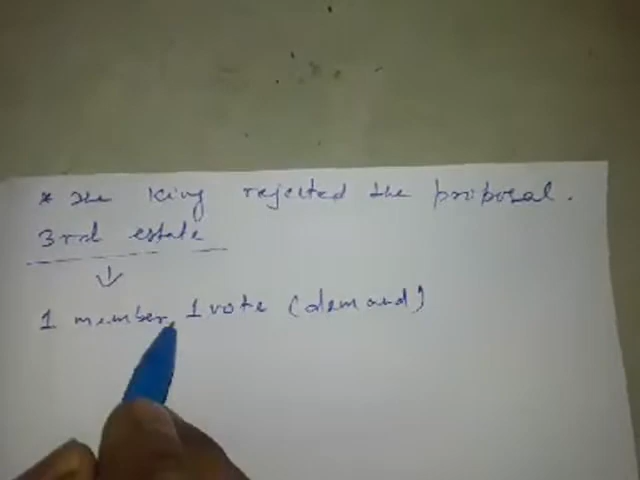 * The King rejected the proposal.
3rd estate
↓
1 member, 1 vote (demand)